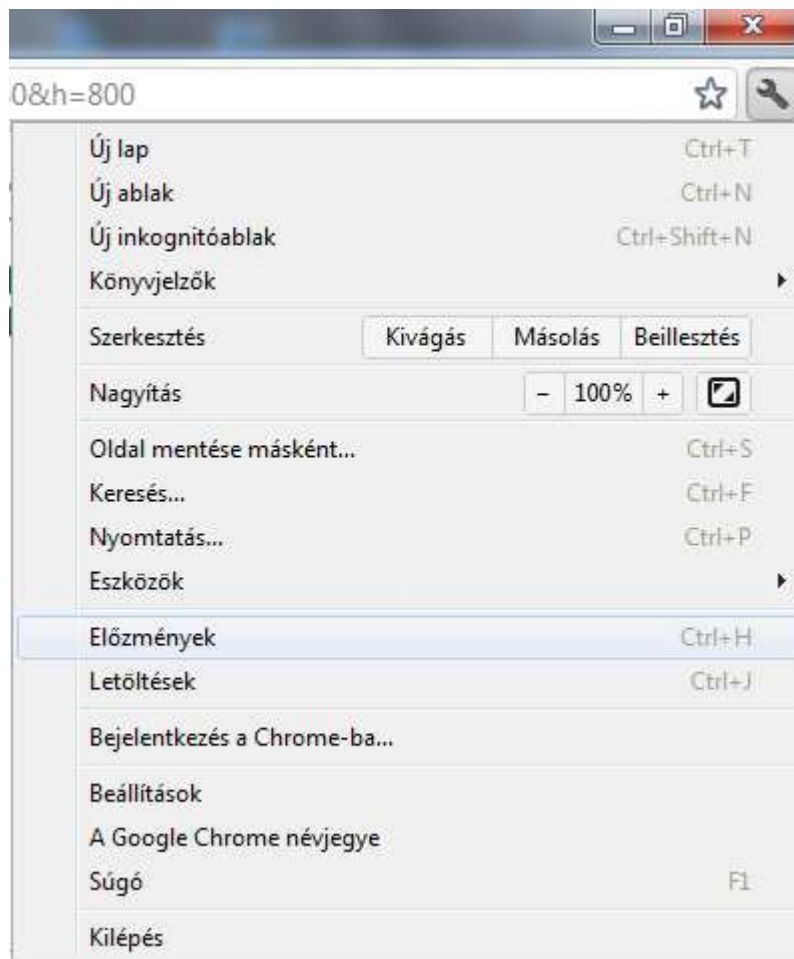 0&h=800
Új lap Ctrl+T
Új ablak Ctrl+N
Új inkognitóablak Ctrl+Shift+N
Könyvjelzők
Szerkesztés Kivágás Másolás Beillesztés
Nagyítás - 100% +
Oldal mentése másként... Ctrl+S
Keresés... Ctrl+F
Nyomtatás... Ctrl+P
Eszközök
Előzmények Ctrl+H
Letöltések Ctrl+J
Bejelentkezés a Chrome-ba...
Beállítások
A Google Chrome névjegye
Súgó F1
Kilépés